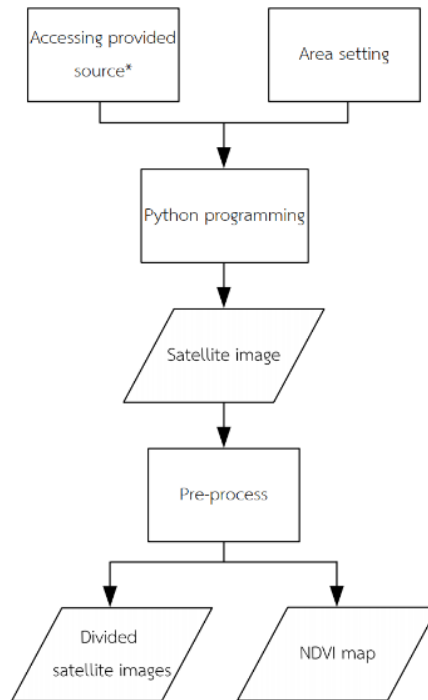 Accessing provided
source*
Area setting
Python programming
Satellite image
Pre-process
Divided
satellite images
NDVI map